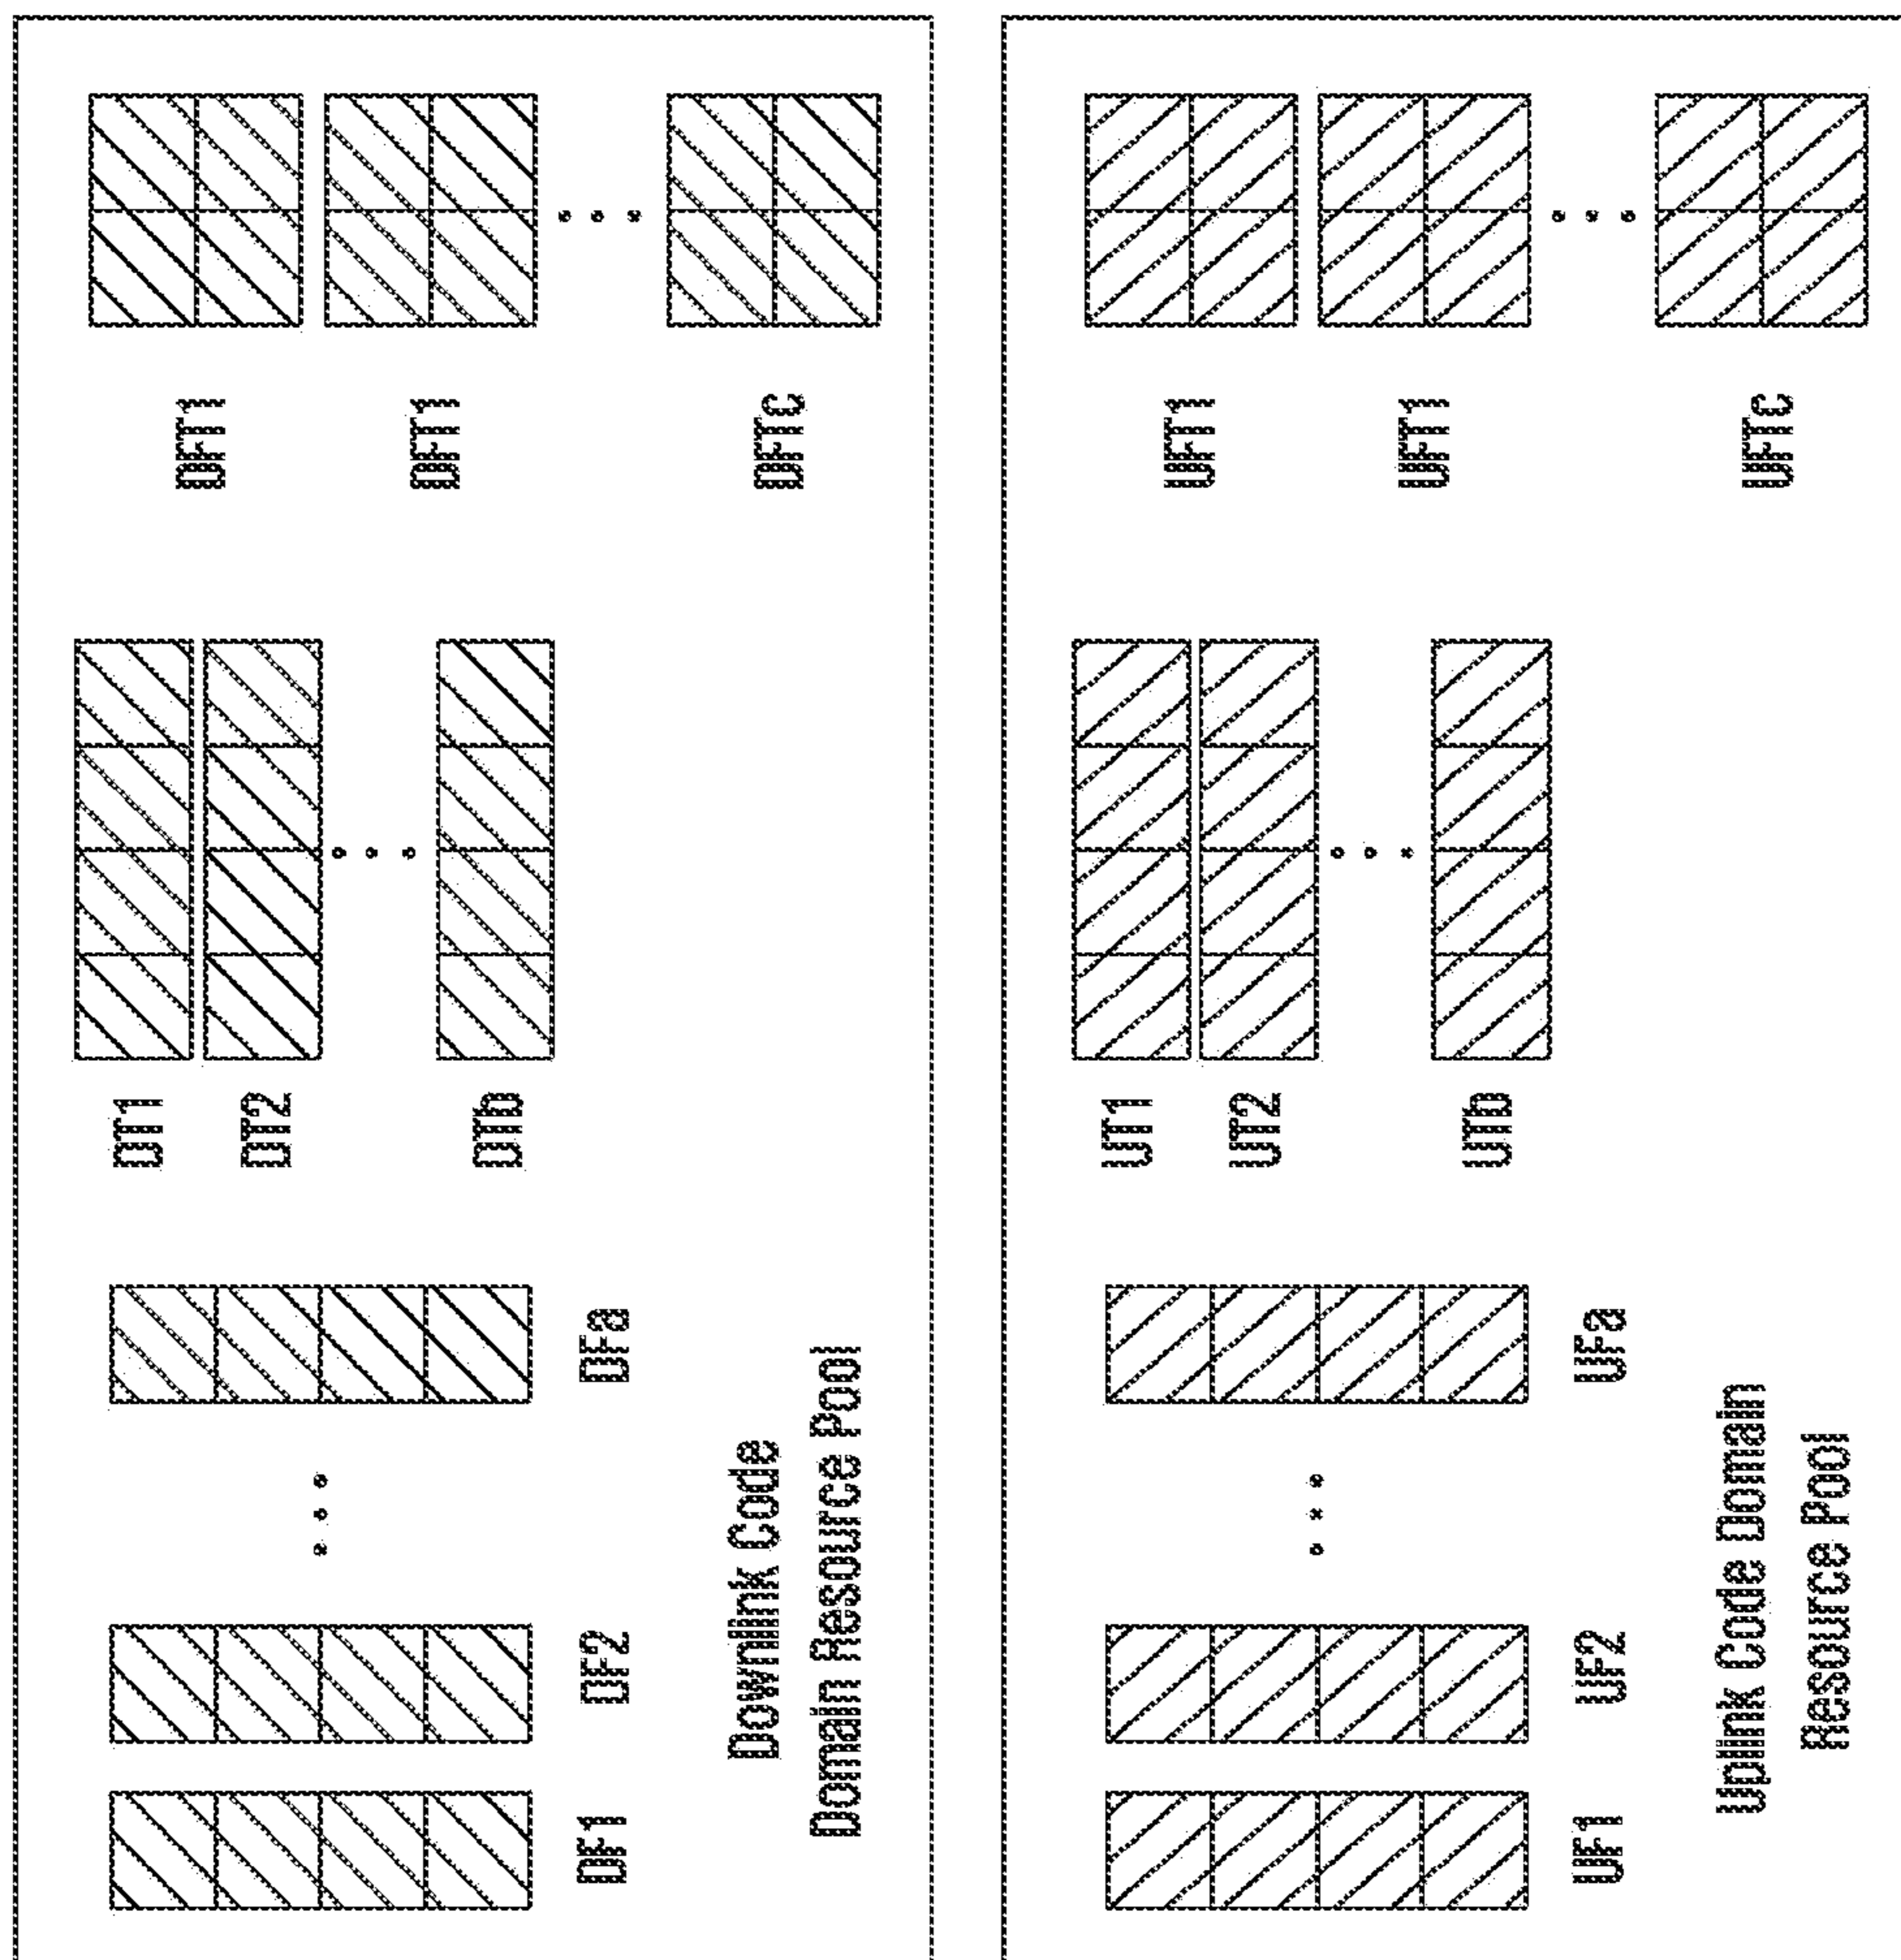 DF1
DF2
DFa
DT1
DT2
DTb
DFT1
DFT1
DFTc
Downlink Code
Domain Resource Pool
UF1
UF2
UFa
UT1
UT2
UTb
UFT1
UFT1
UFTc
Uplink Code Domain
Resource Pool